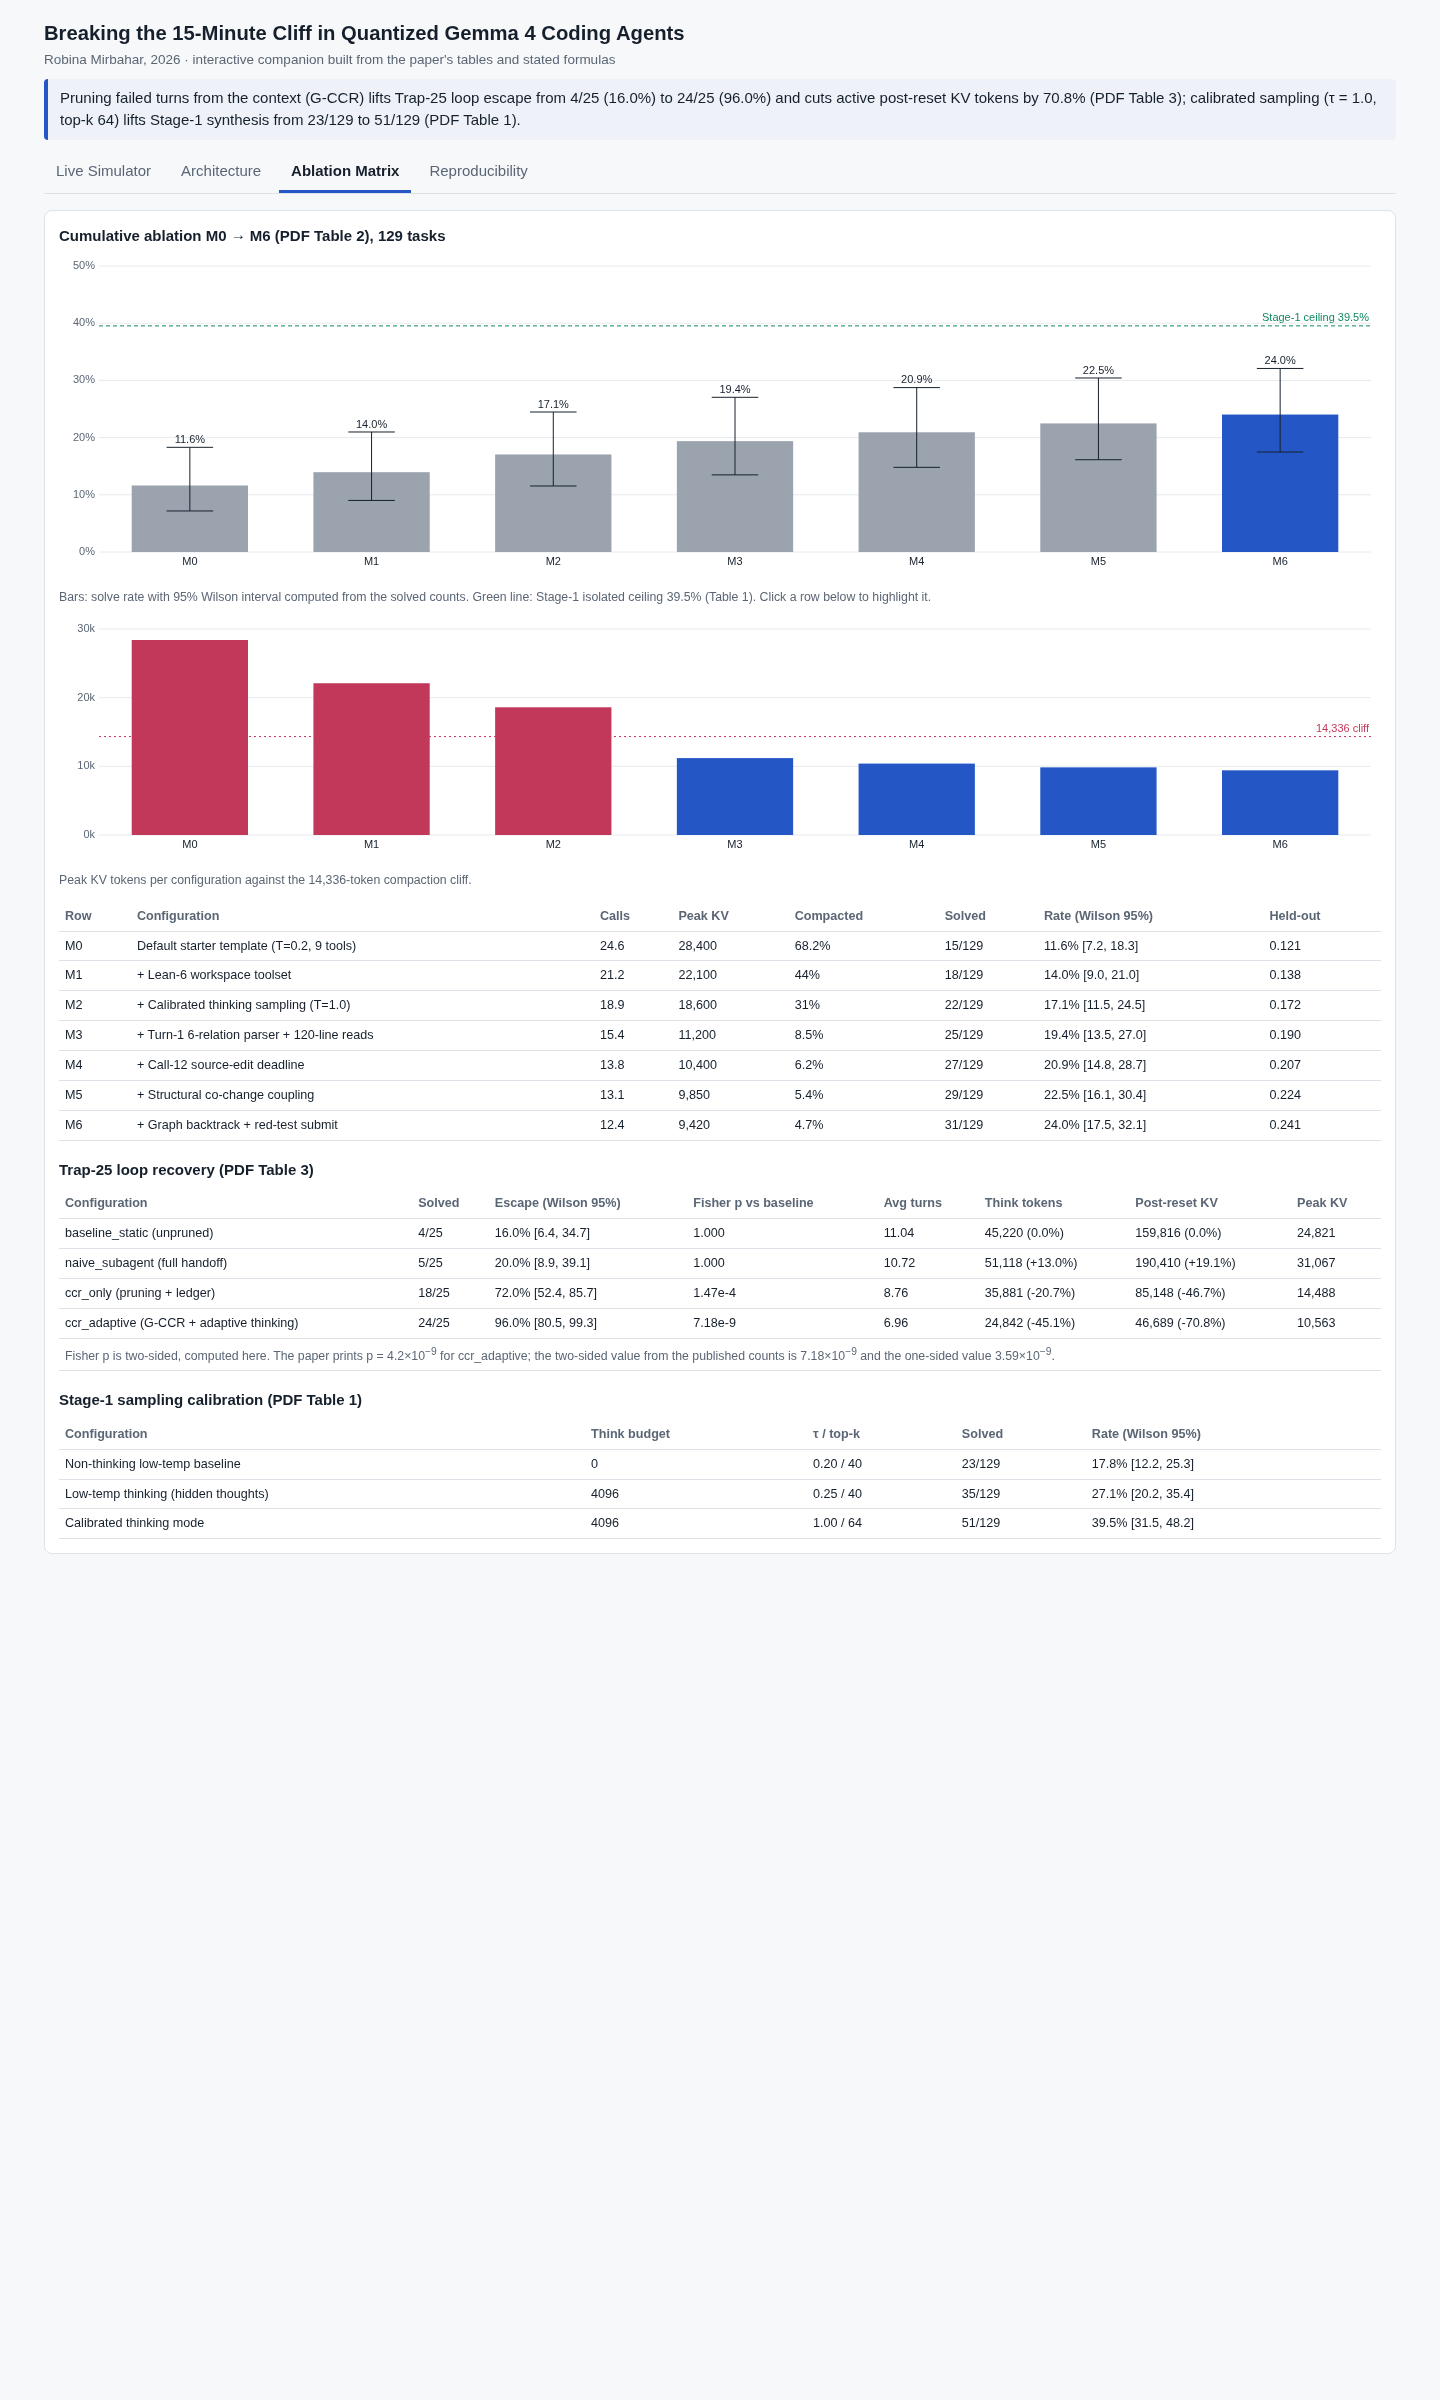 Breaking the 15-Minute Cliff in Quantized Gemma 4 Coding Agents
Robina Mirbahar, 2026 · interactive companion built from the paper's tables and stated formulas
Pruning failed turns from the context (G-CCR) lifts Trap-25 loop escape from 4/25 (16.0%) to 24/25 (96.0%) and cuts active post-reset KV tokens by 70.8% (PDF Table 3); calibrated sampling (τ = 1.0,
top-k 64) lifts Stage-1 synthesis from 23/129 to 51/129 (PDF Table 1).
Live Simulator Architecture Ablation Matrix Reproducibility
Cumulative ablation M0 → M6 (PDF Table 2), 129 tasks
50%
40%
Stage-1 ceiling 39.5%
30%
20%
10%
0%
11.6% 14.0% 17.1% 19.4% 20.9% 22.5% 24.0%
M0 M1 M2 M3 M4 M5 M6
Bars: solve rate with 95% Wilson interval computed from the solved counts. Green line: Stage-1 isolated ceiling 39.5% (Table 1). Click a row below to highlight it.
30k
20k
14,336 cliff
10k
0k
M0 M1 M2 M3 M4 M5 M6
Peak KV tokens per configuration against the 14,336-token compaction cliff.
Row Configuration Calls Peak KV Compacted Solved Rate (Wilson 95%) Held-out
M0 Default starter template (T=0.2, 9 tools) 24.6 28,400 68.2% 15/129 11.6% [7.2, 18.3] 0.121
M1 + Lean-6 workspace toolset 21.2 22,100 44% 18/129 14.0% [9.0, 21.0] 0.138
M2 + Calibrated thinking sampling (T=1.0) 18.9 18,600 31% 22/129 17.1% [11.5, 24.5] 0.172
M3 + Turn-1 6-relation parser + 120-line reads 15.4 11,200 8.5% 25/129 19.4% [13.5, 27.0] 0.190
M4 + Call-12 source-edit deadline 13.8 10,400 6.2% 27/129 20.9% [14.8, 28.7] 0.207
M5 + Structural co-change coupling 13.1 9,850 5.4% 29/129 22.5% [16.1, 30.4] 0.224
M6 + Graph backtrack + red-test submit 12.4 9,420 4.7% 31/129 24.0% [17.5, 32.1] 0.241
Trap-25 loop recovery (PDF Table 3)
Configuration Solved Escape (Wilson 95%) Fisher p vs baseline Avg turns Think tokens Post-reset KV Peak KV
baseline_static (unpruned) 4/25 16.0% [6.4, 34.7] 1.000 11.04 45,220 (0.0%) 159,816 (0.0%) 24,821
naive_subagent (full handoff) 5/25 20.0% [8.9, 39.1] 1.000 10.72 51,118 (+13.0%) 190,410 (+19.1%) 31,067
ccr_only (pruning + ledger) 18/25 72.0% [52.4, 85.7] 1.47e-4 8.76 35,881 (-20.7%) 85,148 (-46.7%) 14,488
ccr_adaptive (G-CCR + adaptive thinking) 24/25 96.0% [80.5, 99.3] 7.18e-9 6.96 24,842 (-45.1%) 46,689 (-70.8%) 10,563
Fisher p is two-sided, computed here. The paper prints p = 4.2×10⁻⁹ for ccr_adaptive; the two-sided value from the published counts is 7.18×10⁻⁹ and the one-sided value 3.59×10⁻⁹.
Stage-1 sampling calibration (PDF Table 1)
Configuration Think budget τ / top-k Solved Rate (Wilson 95%)
Non-thinking low-temp baseline 0 0.20 / 40 23/129 17.8% [12.2, 25.3]
Low-temp thinking (hidden thoughts) 4096 0.25 / 40 35/129 27.1% [20.2, 35.4]
Calibrated thinking mode 4096 1.00 / 64 51/129 39.5% [31.5, 48.2]